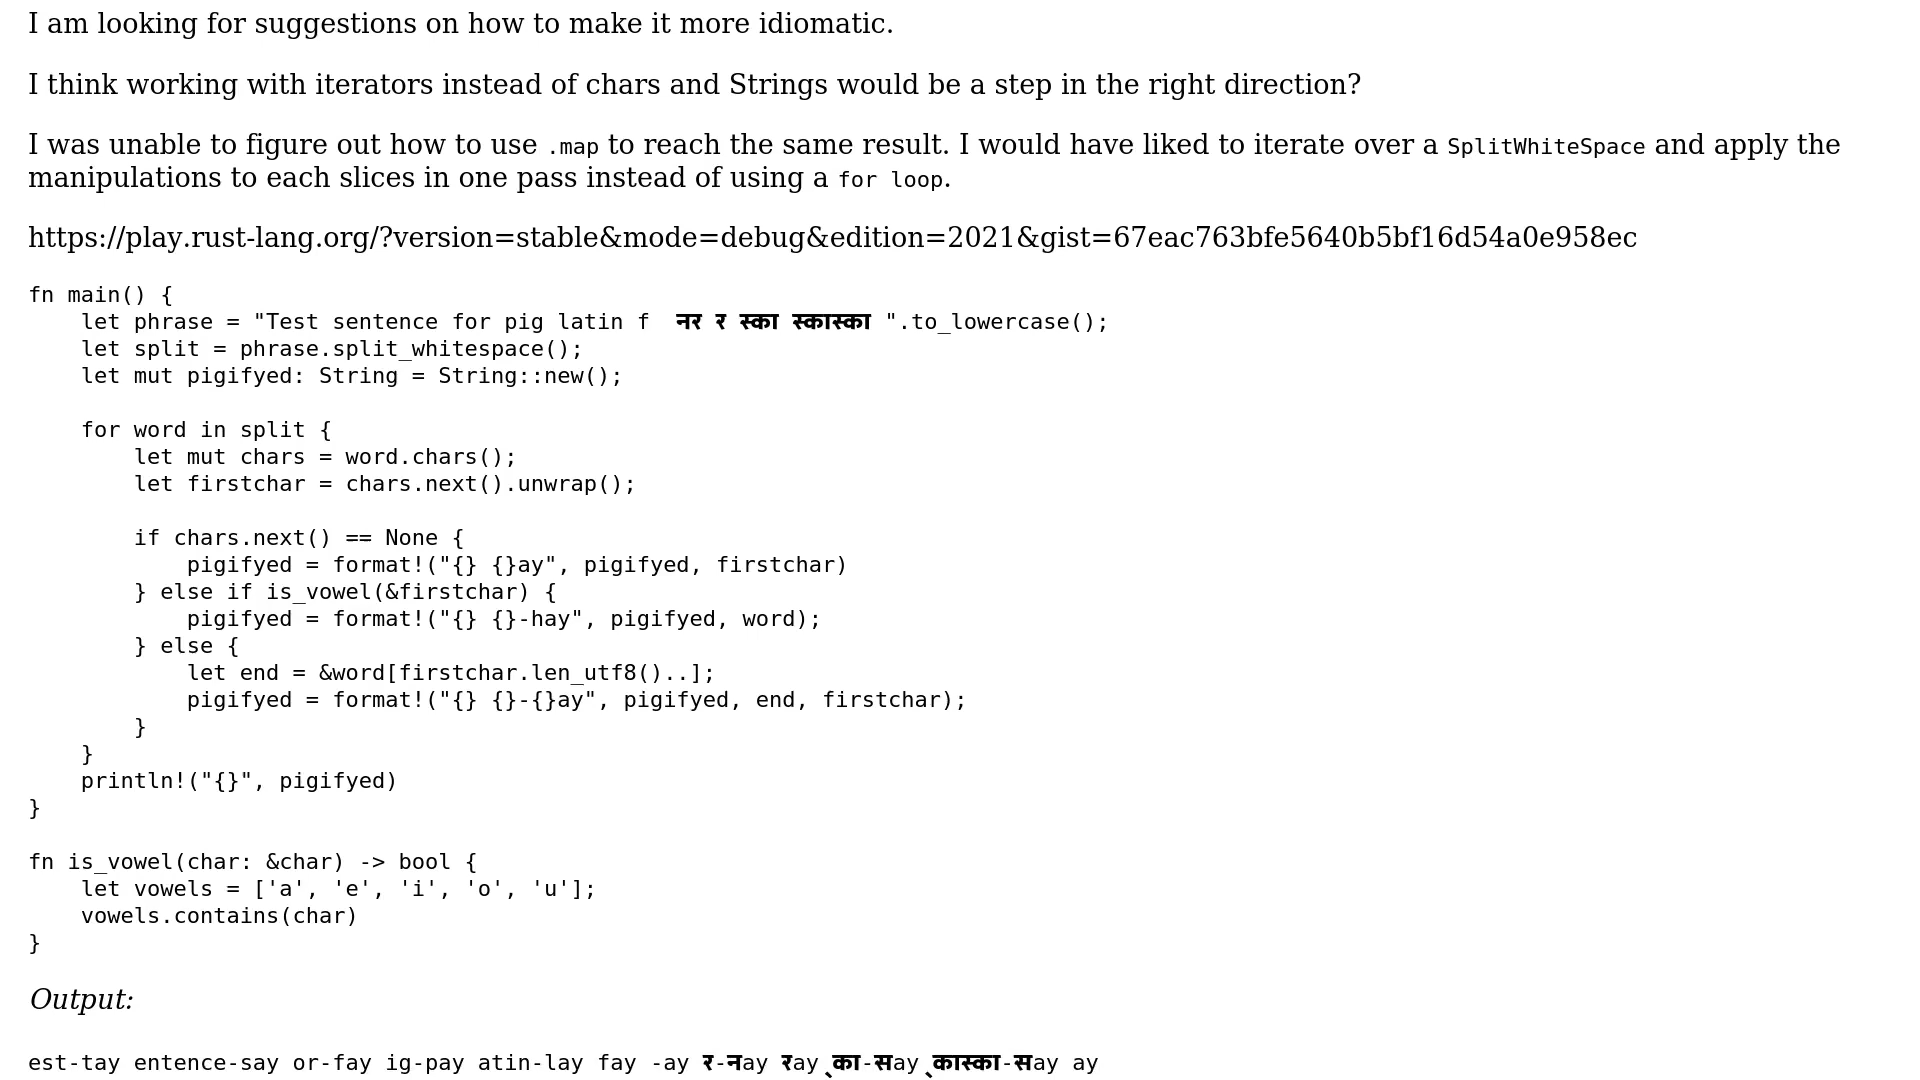 I am looking for suggestions on how to make it more idiomatic.
I think working with iterators instead of chars and Strings would be a step in the right direction?
I was unable to figure out how to use .map to reach the same result. I would have liked to iterate over a SplitWhiteSpace and apply the
manipulations to each slices in one pass instead of using a for loop.
https://play.rust-lang.org/?version=stable&mode=debug&edition=2021&gist=67eac763bfe5640b5bf16d54a0e958ec
fn main() {
    let phrase = "Test sentence for pig latin f  नर र स्का स्कास्का ".to_lowercase();
    let split = phrase.split_whitespace();
    let mut pigifyed: String = String::new();
    for word in split {
        let mut chars = word.chars();
        let firstchar = chars.next().unwrap();
        if chars.next() == None {
            pigifyed = format!("{} {}ay", pigifyed, firstchar)
        } else if is_vowel(&firstchar) {
            pigifyed = format!("{} {}-hay", pigifyed, word);
        } else {
            let end = &word[firstchar.len_utf8()..];
            pigifyed = format!("{} {}-{}ay", pigifyed, end, firstchar);
        }
    }
    println!("{}", pigifyed)
}
fn is_vowel(char: &char) -> bool {
    let vowels = ['a', 'e', 'i', 'o', 'u'];
    vowels.contains(char)
}
Output:
est-tay entence-say or-fay ig-pay atin-lay fay -ay र-नay रay ्का-सay ्कास्का-सay ay